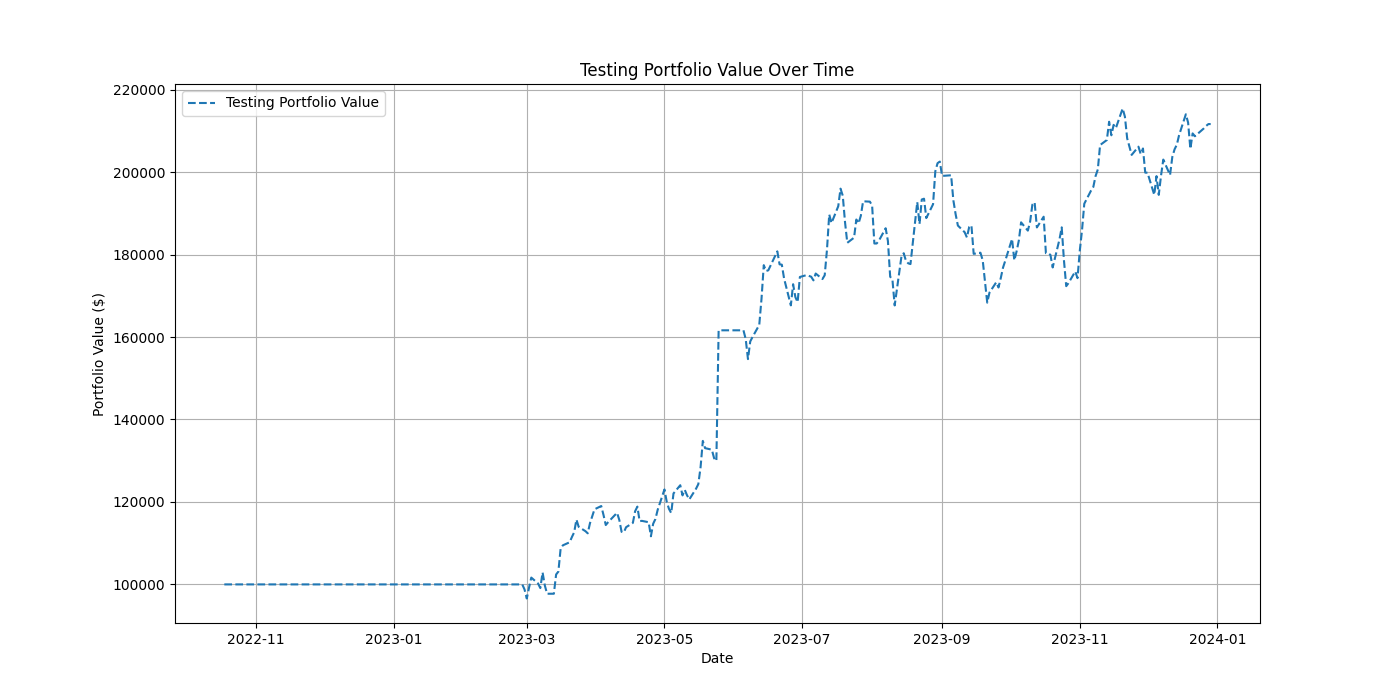 Testing Portfolio Value Over Time
Testing Portfolio Value
220000
200000
180000
160000
140000
120000
100000
Portfolio Value ($)
2022-11 2023-01 2023-03 2023-05 2023-07 2023-09 2023-11 2024-01
Date